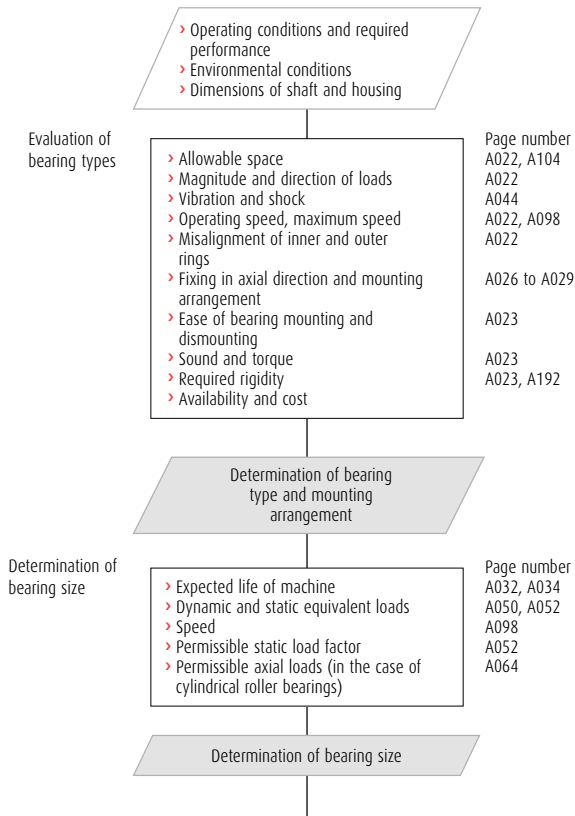 › Operating conditions and required
performance
› Environmental conditions
› Dimensions of shaft and housing
Evaluation of
bearing types
Page number
› Allowable space A022, A104
› Magnitude and direction of loads A022
› Vibration and shock A044
› Operating speed, maximum speed A022, A098
› Misalignment of inner and outer A022
rings
› Fixing in axial direction and mounting A026 to A029
arrangement
› Ease of bearing mounting and A023
dismounting
› Sound and torque A023
› Required rigidity A023, A192
› Availability and cost
Determination of bearing
type and mounting
arrangement
Determination of
bearing size
Page number
› Expected life of machine A032, A034
› Dynamic and static equivalent loads A050, A052
› Speed A098
› Permissible static load factor A052
› Permissible axial loads (in the case of A064
cylindrical roller bearings)
Determination of bearing size